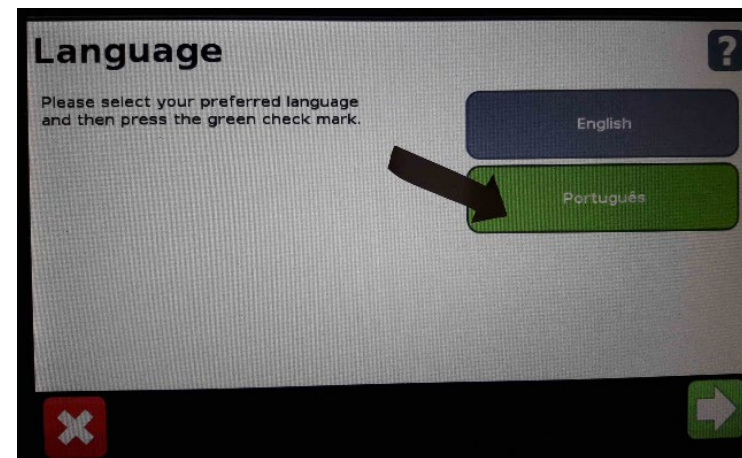 Language
?
Please select your preferred language
and then press the green check mark.
English
Português